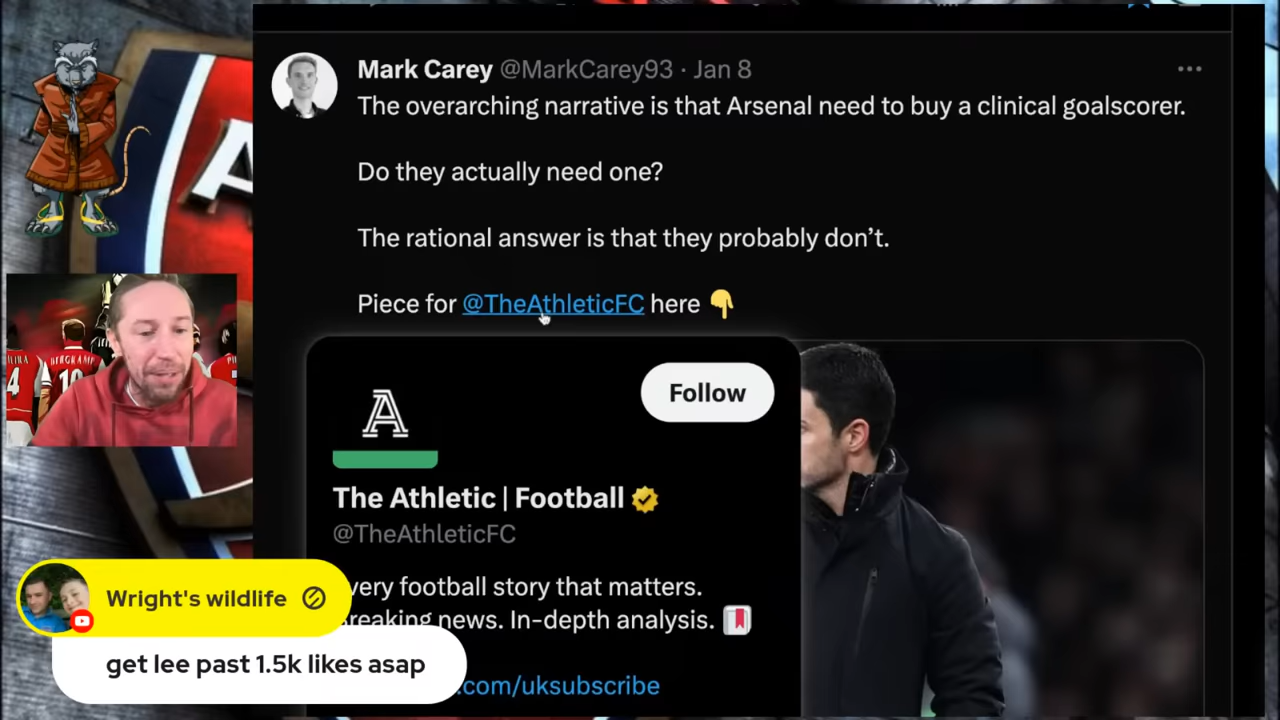 Mark Carey @MarkCarey93 · Jan 8
The overarching narrative is that Arsenal need to buy a clinical goalscorer.
Do they actually need one?
The rational answer is that they probably don’t.
Piece for @TheAthleticFC here 👇
Follow
The Athletic | Football
@TheAthleticFC
very football story that matters.
reaking news. In-depth analysis.
.com/uksubscribe
Wright's wildlife
get lee past 1.5k likes asap
4
BERGKAMP
10